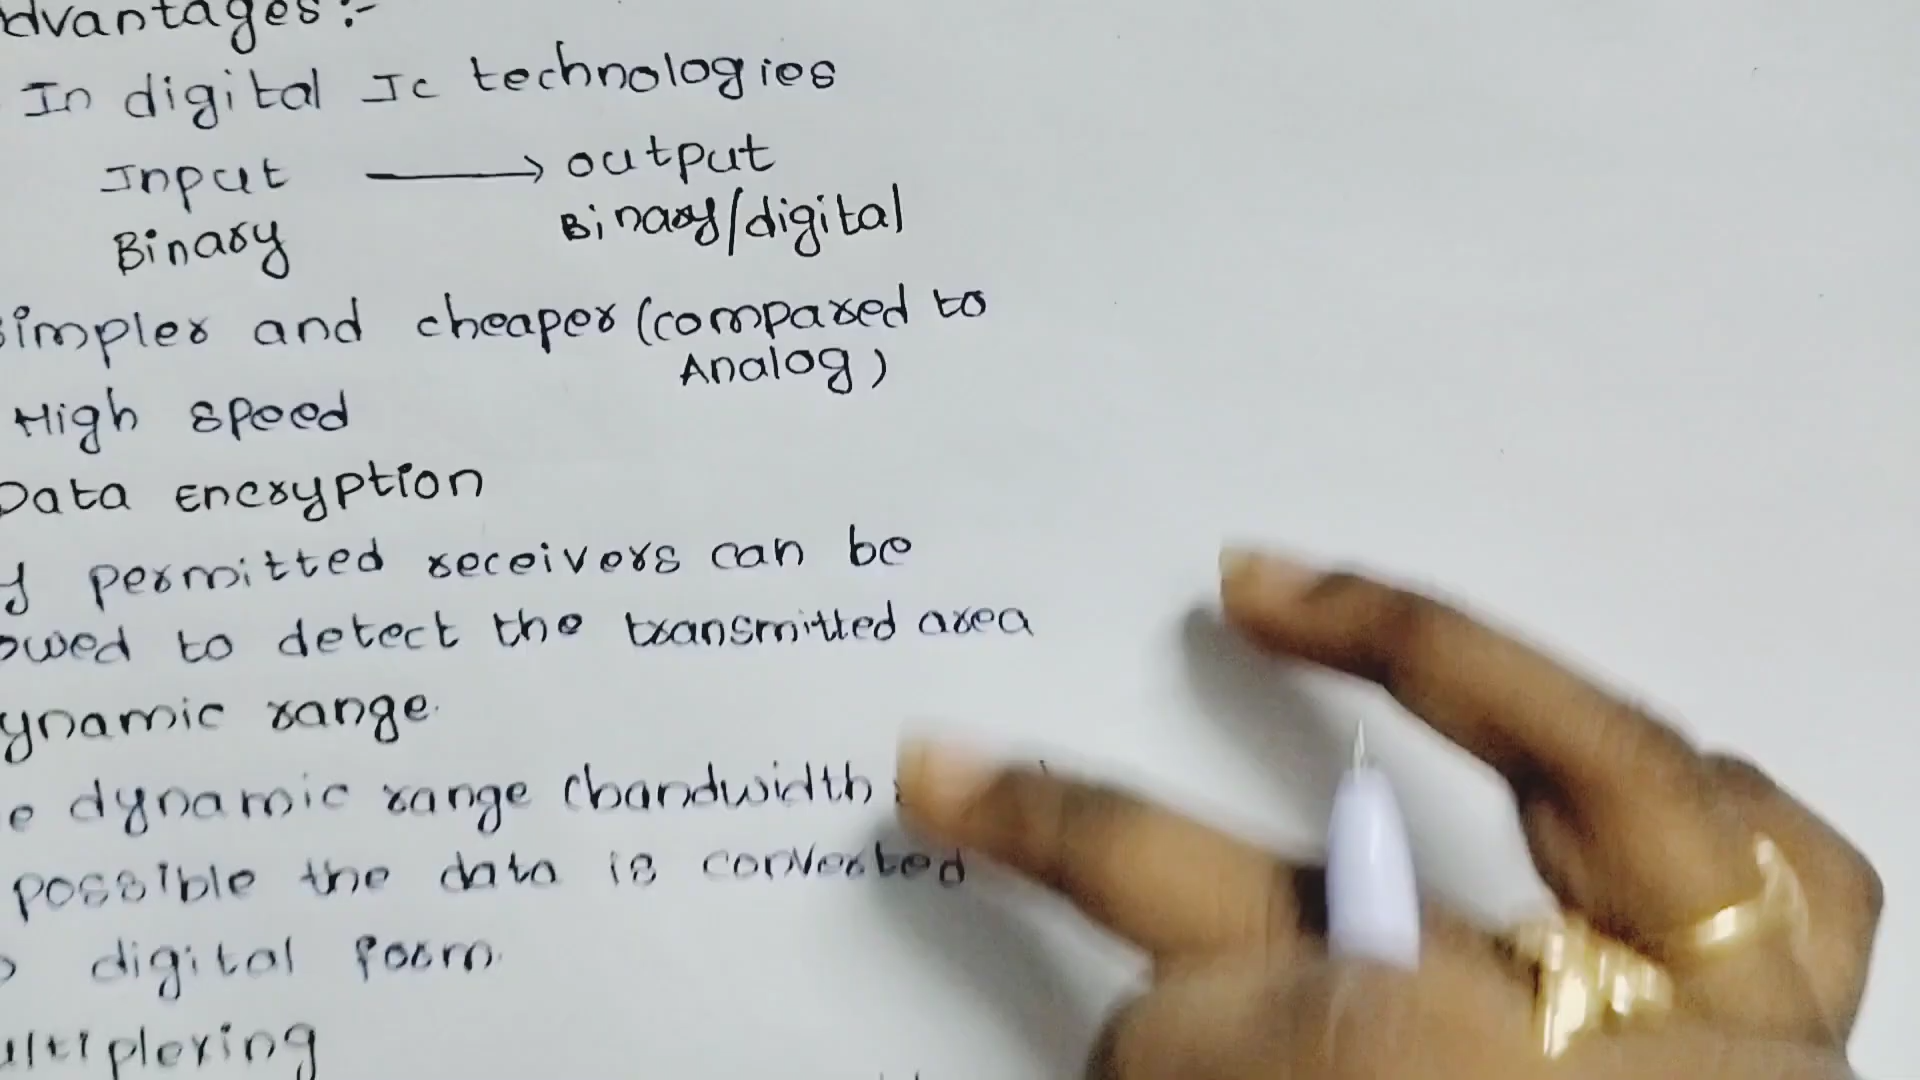 dvantages :-
In digital Ic technologies
Input → output
Binary Binary/digital
simpler and cheaper (compared to
Analog)
High speed
Data Encryption
y permitted receivers can be
owed to detect the transmitted area
ynamic range.
e dynamic range (bandwidth
possible the data is converted
o digital form.
ultiplexing